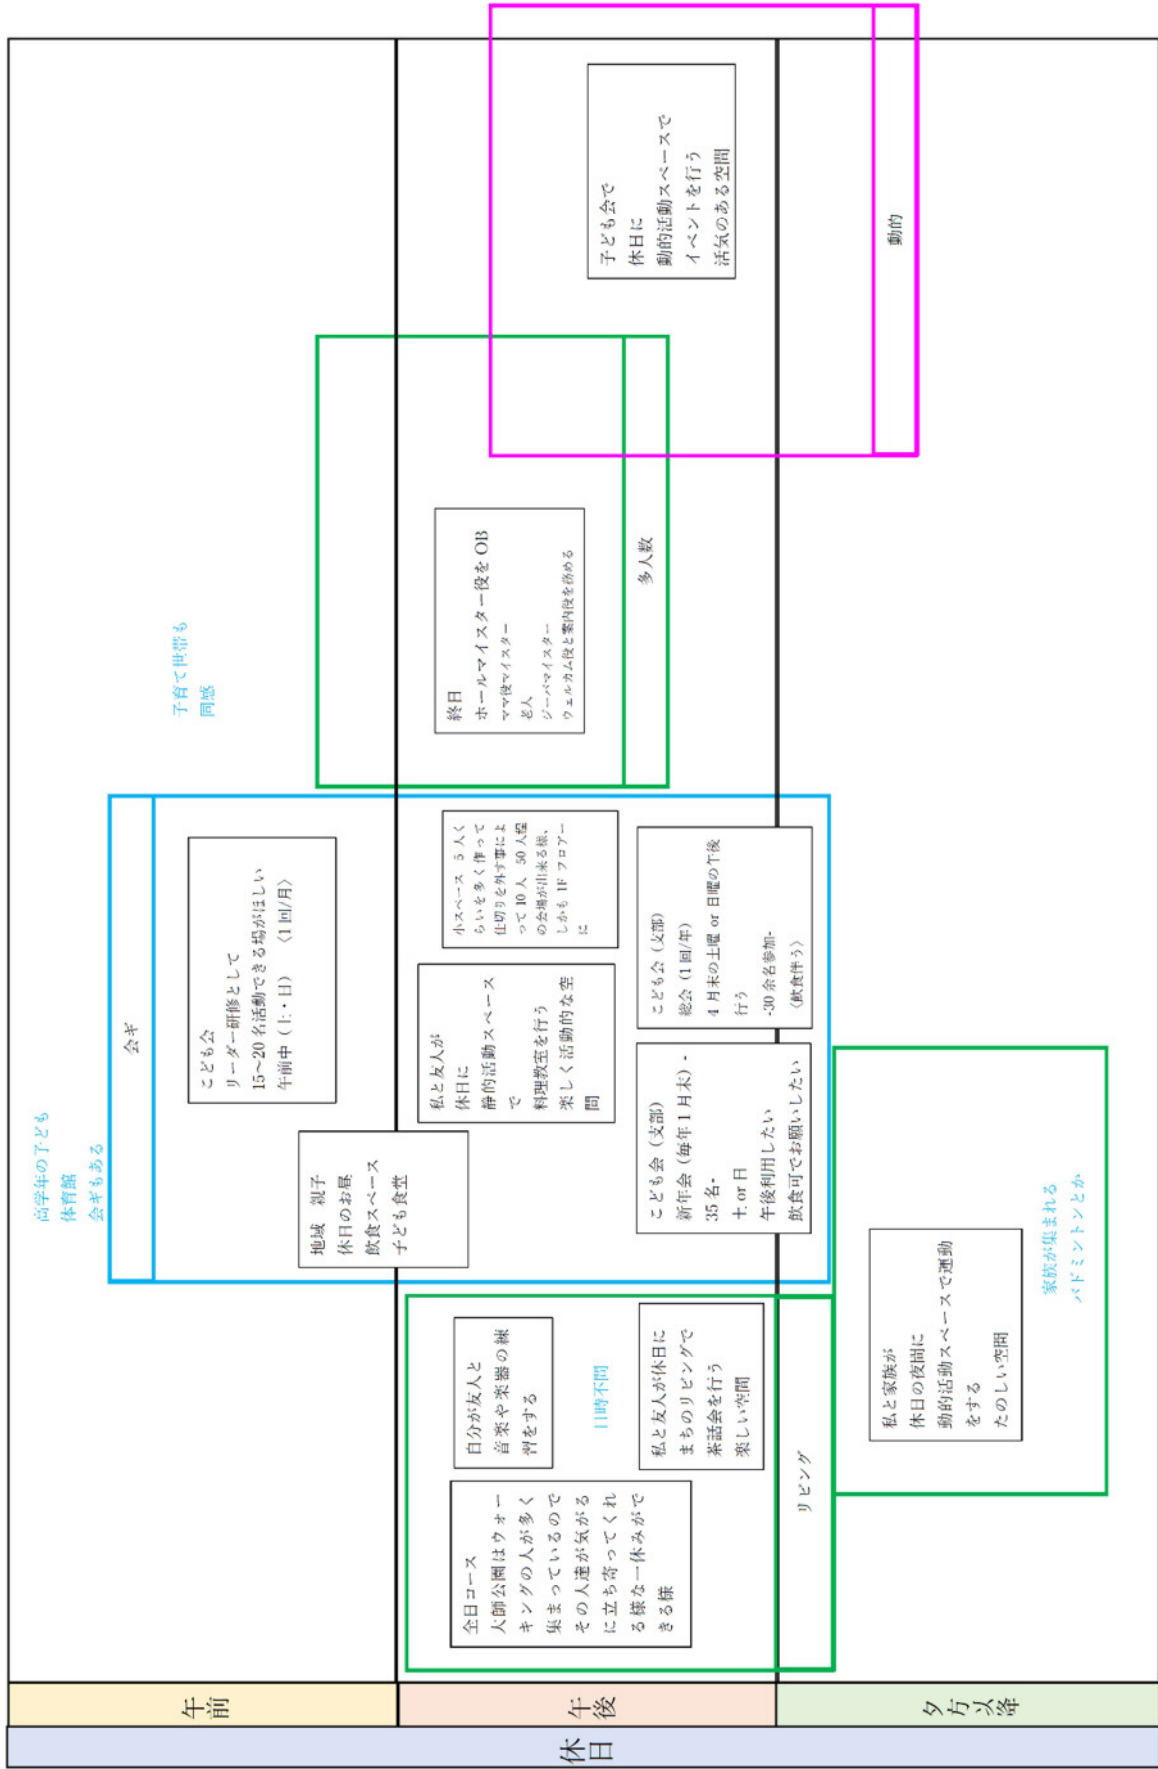 休日
午前
午後
夕方以降
高学年の子ども
体育館
会ギもある
会ギ
こども会
リーダー研修として
15～20 名活動できる場がほしい
午前中（土・日）　〈1 回/月〉
子育て世帯も
同感
地域　親子
休日のお昼
飲食スペース
子ども食堂
全日コース
大師公園はウォー
キングの人が多く
集まっているので
その人達が気がる
に立ち寄ってくれ
る様な一休みがで
きる様
自分が友人と
音楽や楽器の練
習をする
日時不問
私と友人が休日に
まちのリビングで
茶話会を行う
楽しい空間
リビング
私と友人が
休日に
静的活動スペース
で
料理教室を行う
楽しく活動的な空
間
小スペース 5 人く
らいを多く作って
仕切りを外す事によ
って 10 人 50 人程
の会場が出来る様、
しかも 1F フロアー
に
こども会（支部）
新年会（毎年 1 月末）-
35 名-
土 or 日
午後利用したい
飲食可でお願いしたい
こども会（支部）
総会（1 回/年）
4 月末の土曜 or 日曜の午後
行う
-30 余名参加-
〈飲食伴う〉
終日
ホールマイスター役を OB
ママ役マイスター
老人
ジーバマイスター
ウェルカム役と案内役を務める
多人数
子ども会で
休日に
動的活動スペースで
イベントを行う
活気のある空間
動的
私と家族が
休日の夜間に
動的活動スペースで運動
をする
たのしい空間
家族が集まれる
バドミントンとか